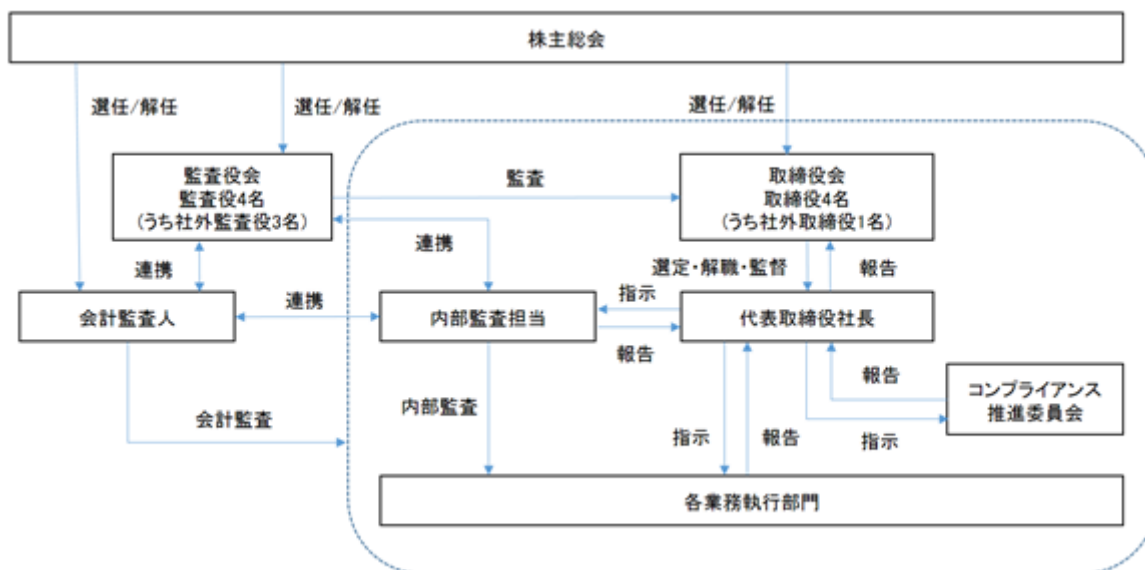 株主総会
選任/解任
選任/解任
選任/解任
監査役会
監査役4名
(うち社外監査役3名)
監査
取締役会
取締役4名
(うち社外取締役1名)
連携
連携
選定・解職・監督
報告
会計監査人
連携
内部監査担当
指示
報告
代表取締役社長
会計監査
内部監査
指示
報告
報告
指示
コンプライアンス
推進委員会
各業務執行部門